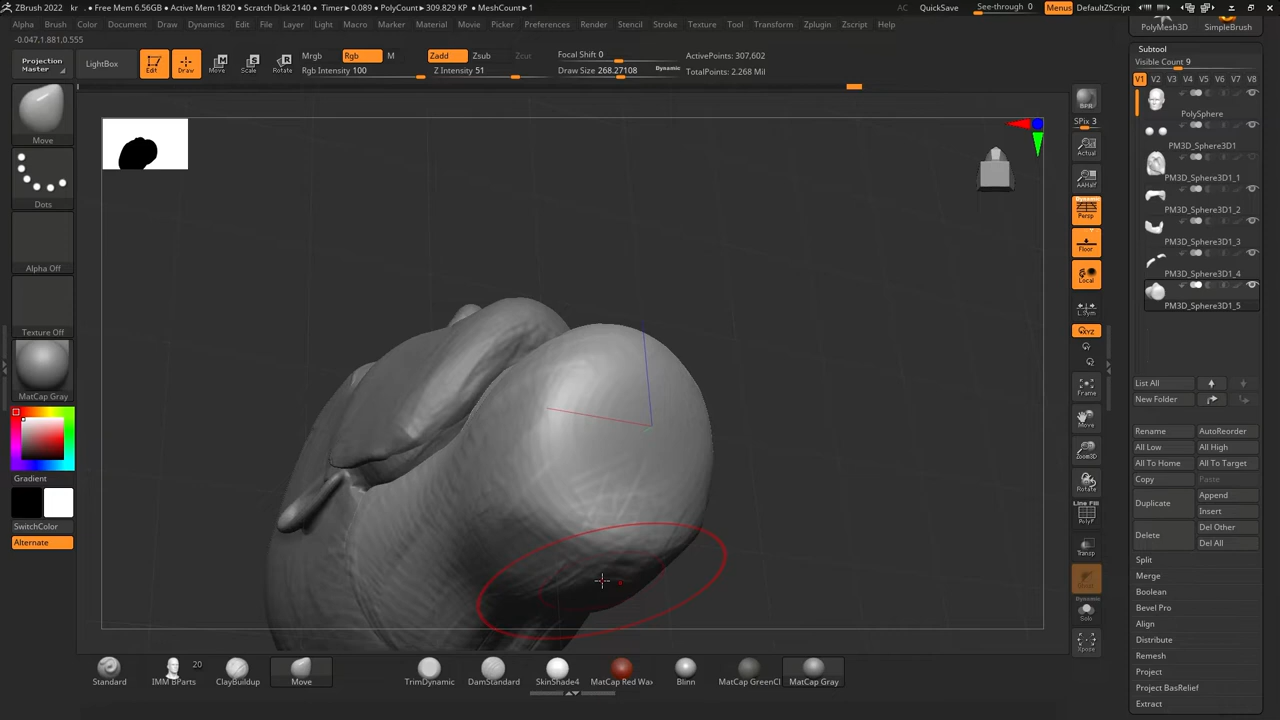 ZBrush 2022 kr ● Free Mem 6.56GB ● Active Mem 1820 ● Scratch Disk 2140 ● Timer▸0.089 ● PolyCount▸309.829 KP ● MeshCount▸1
AC QuickSave See-through 0 Menus DefaultZScript
Alpha Brush Color Document Draw Dynamics Edit File Layer Light Macro Marker Material Movie Picker Preferences Render Stencil Stroke Texture Tool Transform Zplugin Zscript Help
-0.047,1.881,0.555
Projection Master
LightBox
Edit
Draw
Move
Scale
Rotate
Mrgb Rgb M
Rgb Intensity 100
Zadd Zsub Zcut
Z Intensity 51
Focal Shift 0
Draw Size 268.27108 Dynamic
ActivePoints: 307,602
TotalPoints: 2.268 Mil
Move
Dots
Alpha Off
Texture Off
MatCap Gray
Gradient
SwitchColor
Alternate
BPR
SPix 3
Actual
AAHalf
Dynamic
Persp
Floor
Local
L.Sym
XYZ
Frame
Move
Zoom3D
Rotate
Line Fill
PolyF
Transp
Dynamic
Solo
Xpose
PolyMesh3D SimpleBrush
Subtool
Visible Count 9
V1 V2 V3 V4 V5 V6 V7 V8
PolySphere
PM3D_Sphere3D1
PM3D_Sphere3D1_1
PM3D_Sphere3D1_2
PM3D_Sphere3D1_3
PM3D_Sphere3D1_4
PM3D_Sphere3D1_5
List All
New Folder
Rename AutoReorder
All Low All High
All To Home All To Target
Copy Paste
Duplicate Append
Insert
Delete Del Other
Del All
Split
Merge
Boolean
Bevel Pro
Align
Distribute
Remesh
Project
Project BasRelief
Extract
Standard
IMM BParts 20
ClayBuildup
Move
TrimDynamic
DamStandard
SkinShade4
MatCap Red Wax
Blinn
MatCap GreenCl
MatCap Gray